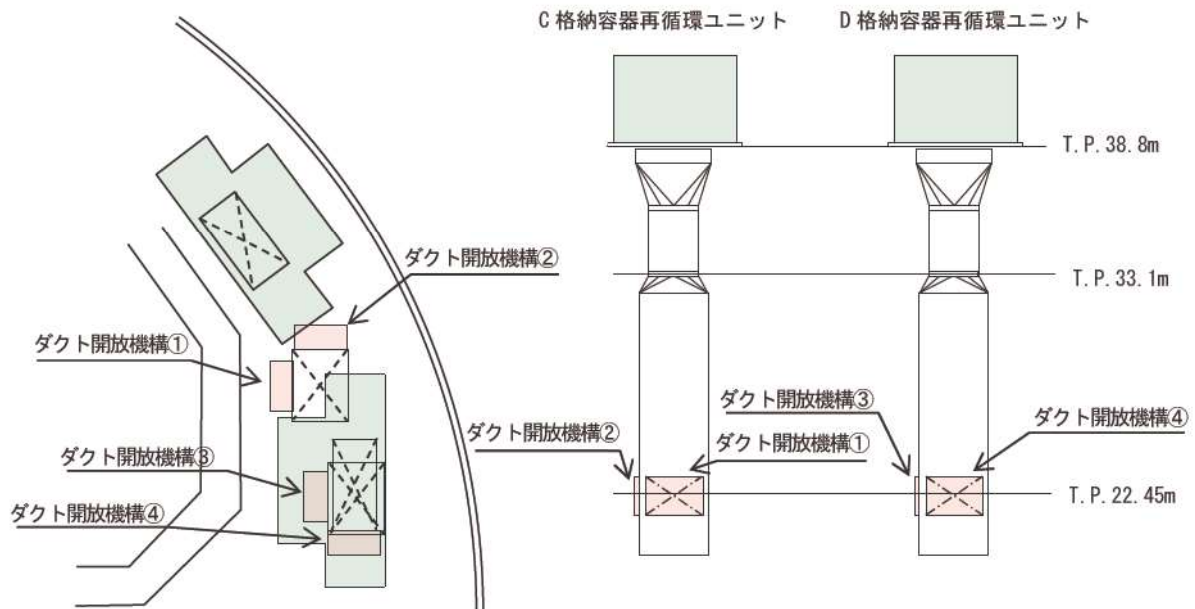 C格納容器再循環ユニット
D格納容器再循環ユニット
T.P.38.8m
ダクト開放機構②
T.P.33.1m
ダクト開放機構①
ダクト開放機構③
ダクト開放機構④
ダクト開放機構②
ダクト開放機構①
ダクト開放機構③
ダクト開放機構④
T.P.22.45m